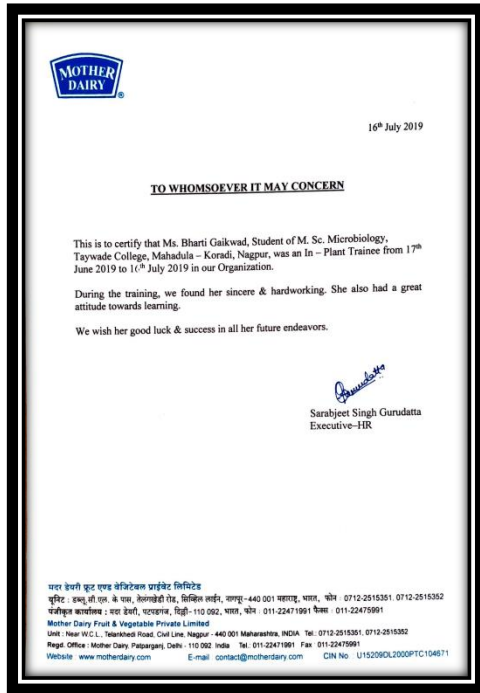 MOTHER
DAIRY
®
16th July 2019
TO WHOMSOEVER IT MAY CONCERN
This is to certify that Ms. Bharti Gaikwad, Student of M. Sc. Microbiology,
Taywade College, Mahadula – Koradi, Nagpur, was an In – Plant Trainee from 17th
June 2019 to 16th July 2019 in our Organization.
During the training, we found her sincere & hardworking. She also had a great
attitude towards learning.
We wish her good luck & success in all her future endeavors.
Sarabjeet Singh Gurudatta
Executive–HR
मदर डेयरी फ्रूट एण्ड वेजिटेबल प्राईवेट लिमिटेड
यूनिट : डब्लू.सी.एल. के पास, तेलंगखेड़ी रोड, सिव्हिल लाईन, नागपूर-440 001 महाराष्ट्र, भारत, फोन : 0712-2515351, 0712-2515352
पंजीकृत कार्यालय : मदर डेयरी, पटपडगंज, दिल्ली-110 092, भारत, फोन : 011-22471991 फैक्स : 011-22475991
Mother Dairy Fruit & Vegetable Private Limited
Unit : Near W.C.L., Telankhedi Road, Civil Line, Nagpur - 440 001 Maharashtra, INDIA Tel.: 0712-2515351, 0712-2515352
Regd. Office : Mother Dairy, Patparganj, Delhi - 110 092 India Tel.: 011-22471991 Fax : 011-22475991
Website www.motherdairy.com E-mail contact@motherdairy.com CIN No U15209DL2000PTC104671